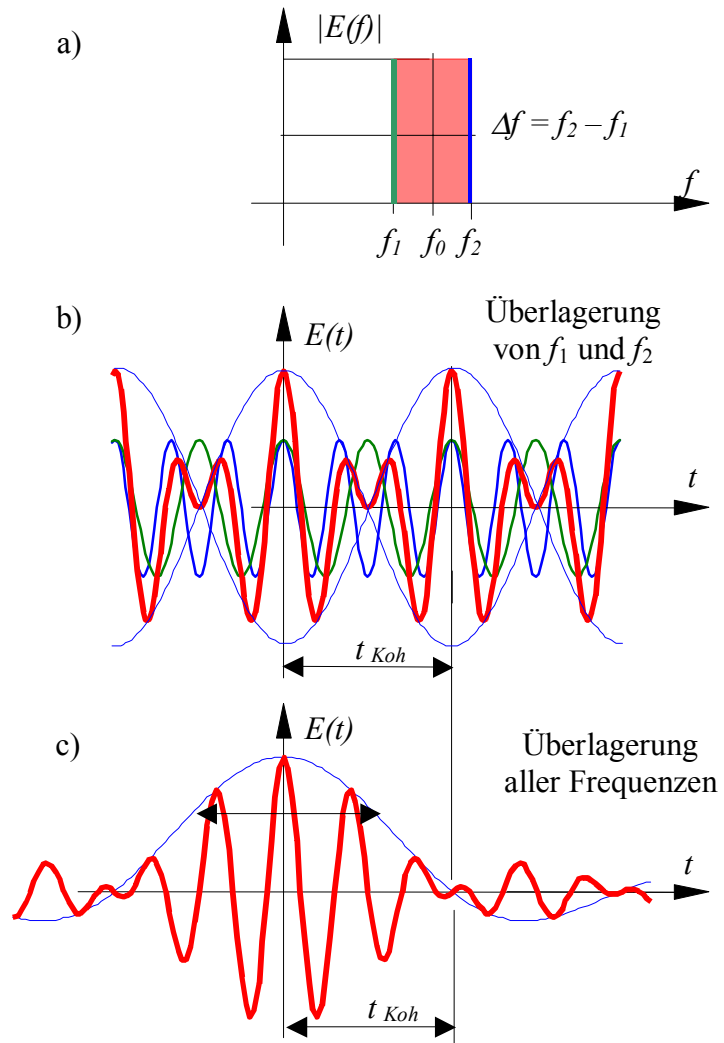 a)
|E(f)|
Δf = f₂ – f₁
f
f₁ f₀ f₂
b)
E(t)
Überlagerung
von f₁ und f₂
t
t Koh
c)
E(t)
Überlagerung
aller Frequenzen
t
t Koh